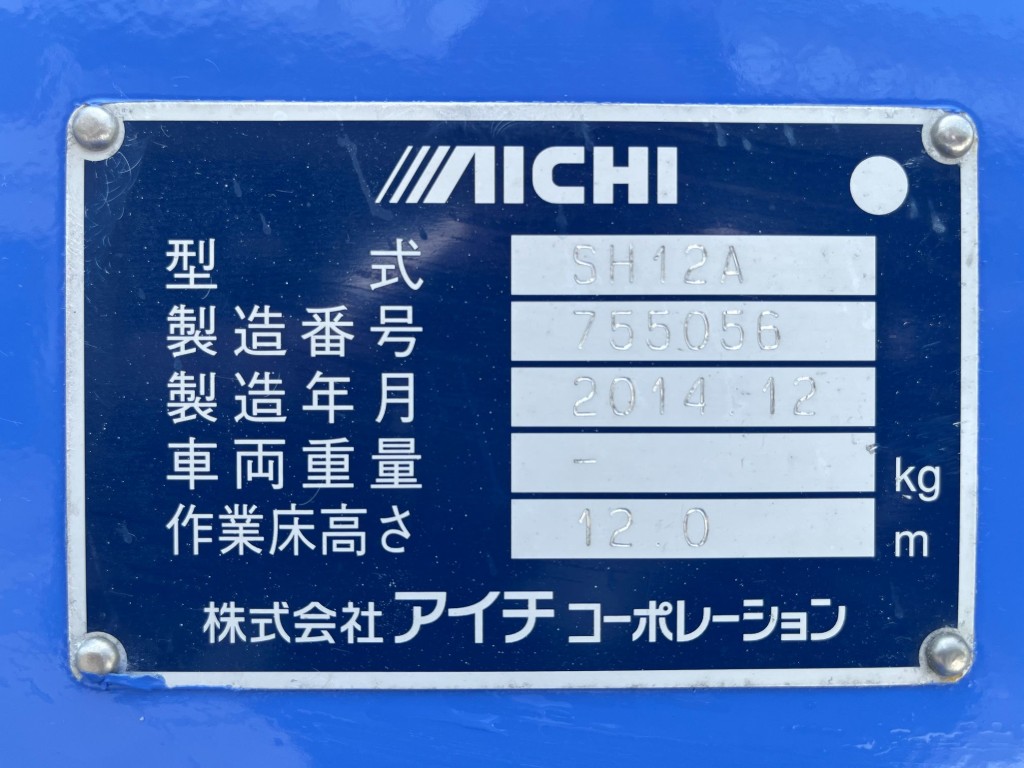 AICHI
型式 SH12A
製造番号 755056
製造年月 2014.12
車両重量 - kg
作業床高さ 12.0 m
株式会社アイチコーポレーション